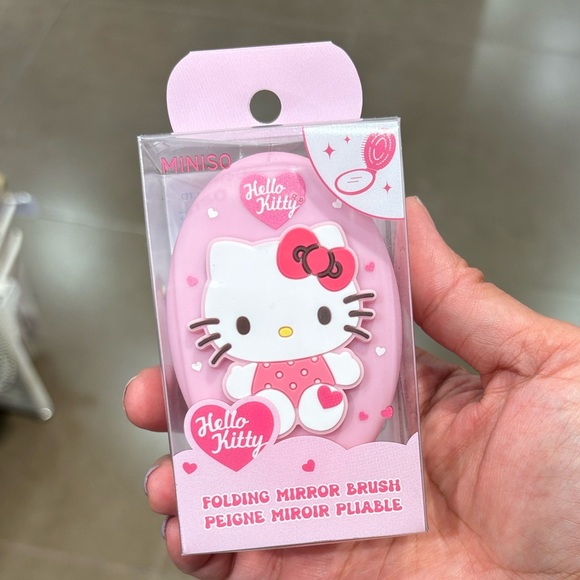 MINISO
Hello
Kitty
Hello
Kitty
FOLDING MIRROR BRUSH
PEIGNE MIROIR PLIABLE